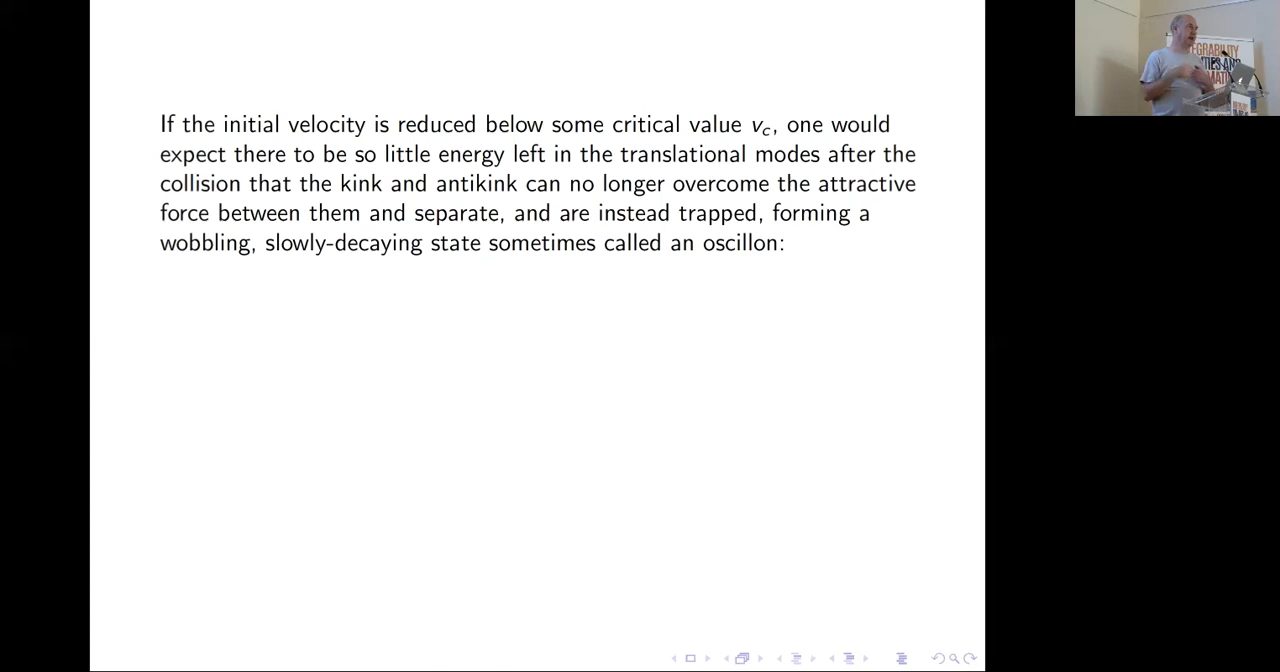 If the initial velocity is reduced below some critical value v_c, one would
expect there to be so little energy left in the translational modes after the
collision that the kink and antikink can no longer overcome the attractive
force between them and separate, and are instead trapped, forming a
wobbling, slowly-decaying state sometimes called an oscillon: